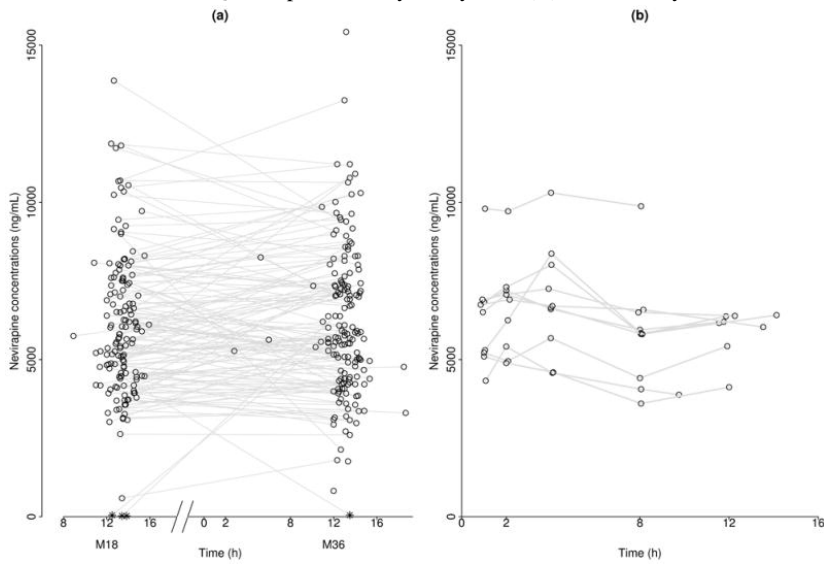 (a)
(b)
Nevirapine concentrations (ng/mL)
15000
10000
5000
0
8 12 16 0 2 8 12 16
M18 M36
Time (h)
Nevirapine concentrations (ng/mL)
15000
10000
5000
0
0 2 8 12 16
Time (h)